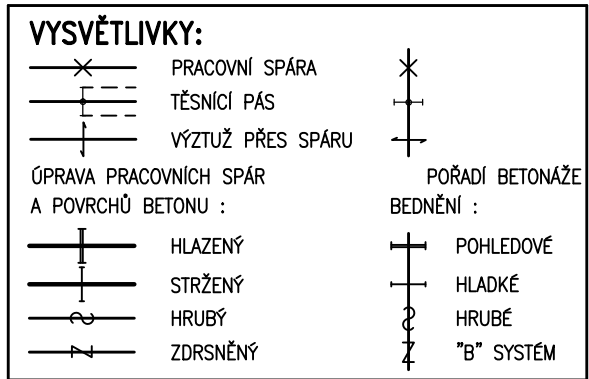 VYSVĚTLIVKY:
PRACOVNÍ SPÁRA
TĚSNÍCÍ PÁS
VÝZTUŽ PŘES SPÁRU
ÚPRAVA PRACOVNÍCH SPÁR
A POVRCHŮ BETONU :
HLAZENÝ
STRŽENÝ
HRUBÝ
ZDRSNĚNÝ
POŘADÍ BETONÁŽE
BEDNĚNÍ :
POHLEDOVÉ
HLADKÉ
HRUBÉ
"B" SYSTÉM